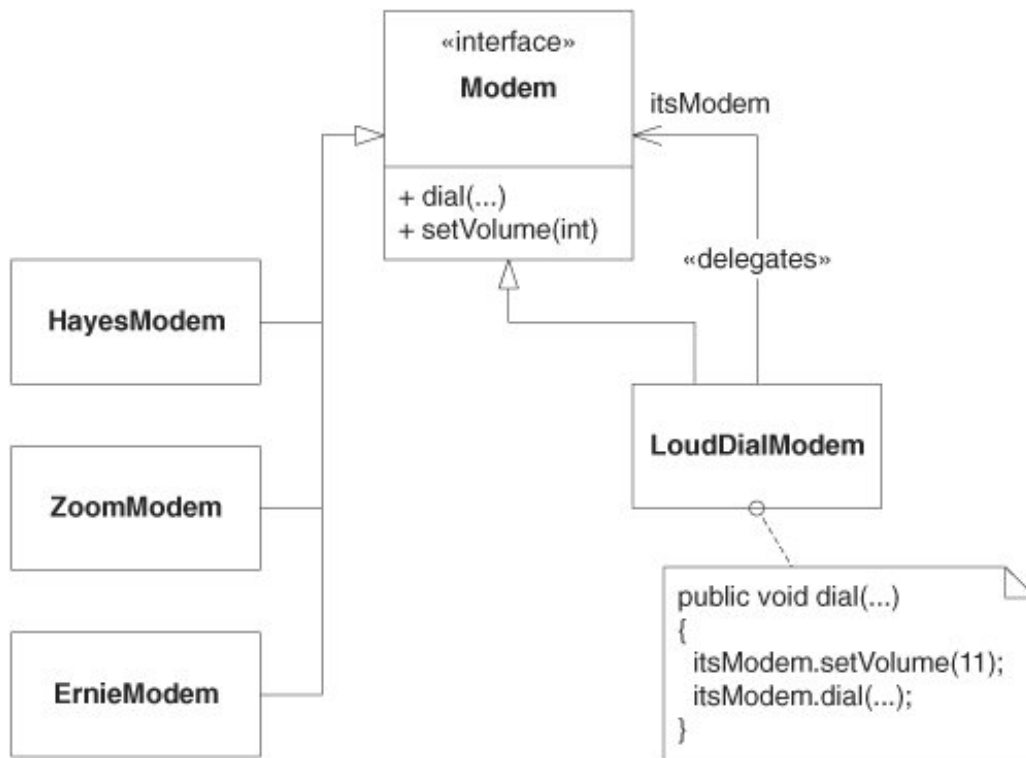 «interface»
Modem
itsModem
+ dial(...)
+ setVolume(int)
«delegates»
HayesModem
LoudDialModem
ZoomModem
public void dial(...)
{
itsModem.setVolume(11);
itsModem.dial(...);
}
ErnieModem